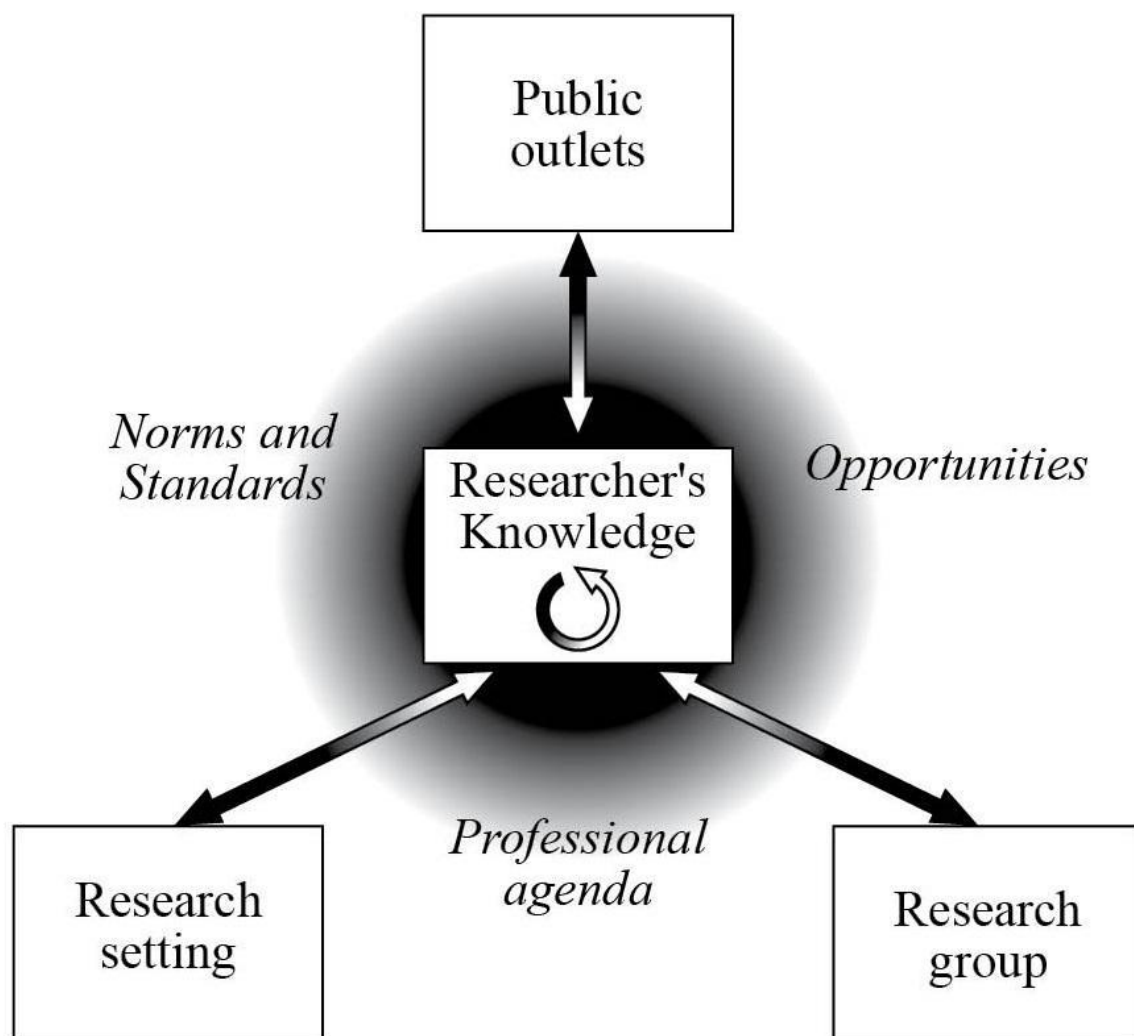 Public
outlets
Norms and
Standards
Opportunities
Researcher's
Knowledge
Professional
agenda
Research
setting
Research
group